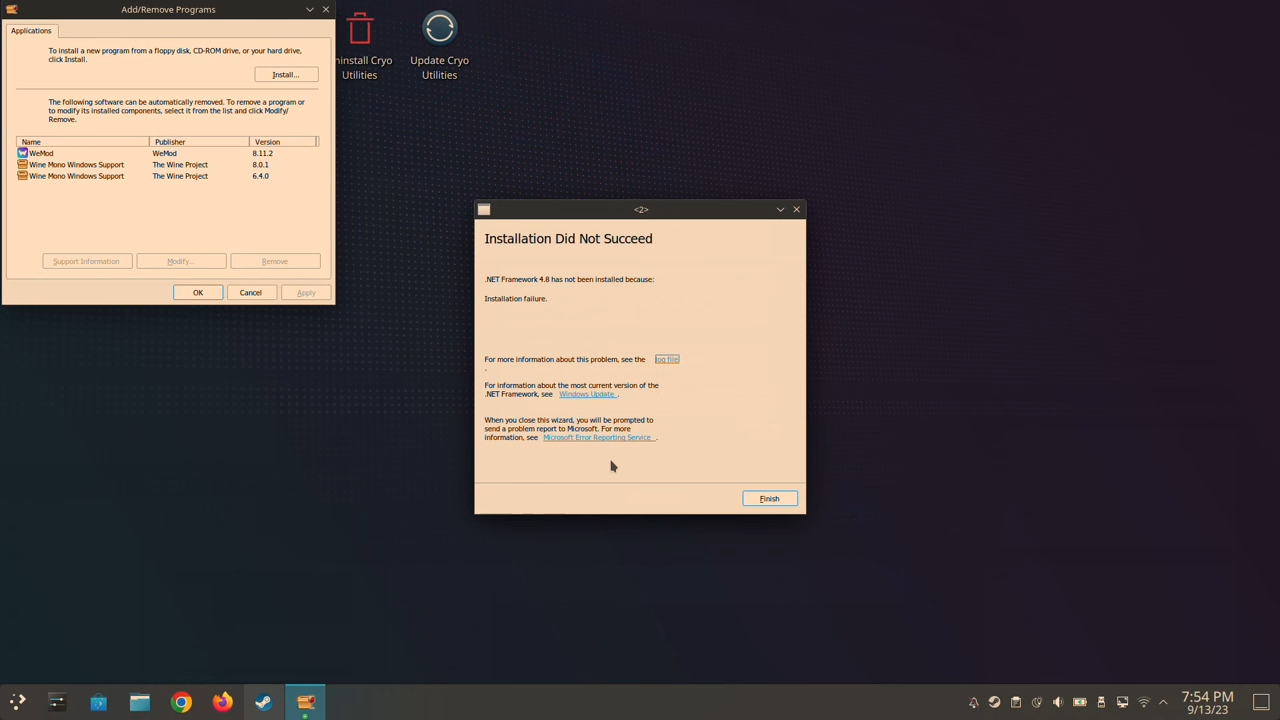 Add/Remove Programs
Applications
To install a new program from a floppy disk, CD-ROM drive, or your hard drive,
click Install.
Install...
The following software can be automatically removed. To remove a program or
to modify its installed components, select it from the list and click Modify/
Remove.
Name Publisher Version
WeMod WeMod 8.11.2
Wine Mono Windows Support The Wine Project 8.0.1
Wine Mono Windows Support The Wine Project 6.4.0
Support Information Modify... Remove
OK Cancel Apply
ninstall Cryo
Utilities
Update Cryo
Utilities
<2>
Installation Did Not Succeed
.NET Framework 4.8 has not been installed because:
Installation failure.
For more information about this problem, see the log file
.
For information about the most current version of the
.NET Framework, see Windows Update .
When you close this wizard, you will be prompted to
send a problem report to Microsoft. For more
information, see Microsoft Error Reporting Service .
Finish
7:54 PM
9/13/23